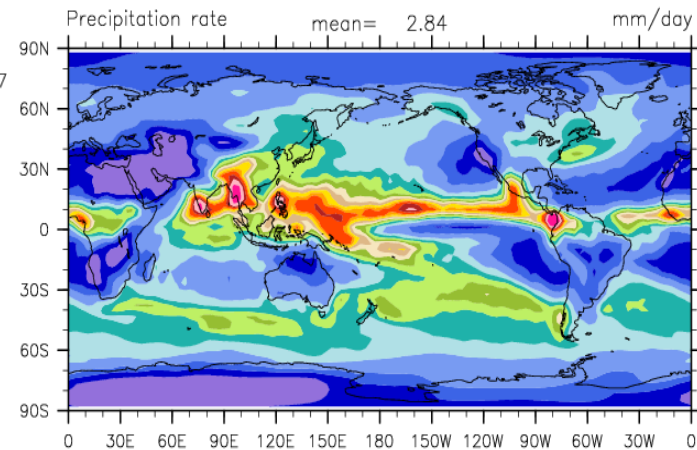 Precipitation rate mean= 2.84 mm/day
7
90N
60N
30N
0
30S
60S
90S
0 30E 60E 90E 120E 150E 180 150W 120W 90W 60W 30W 0